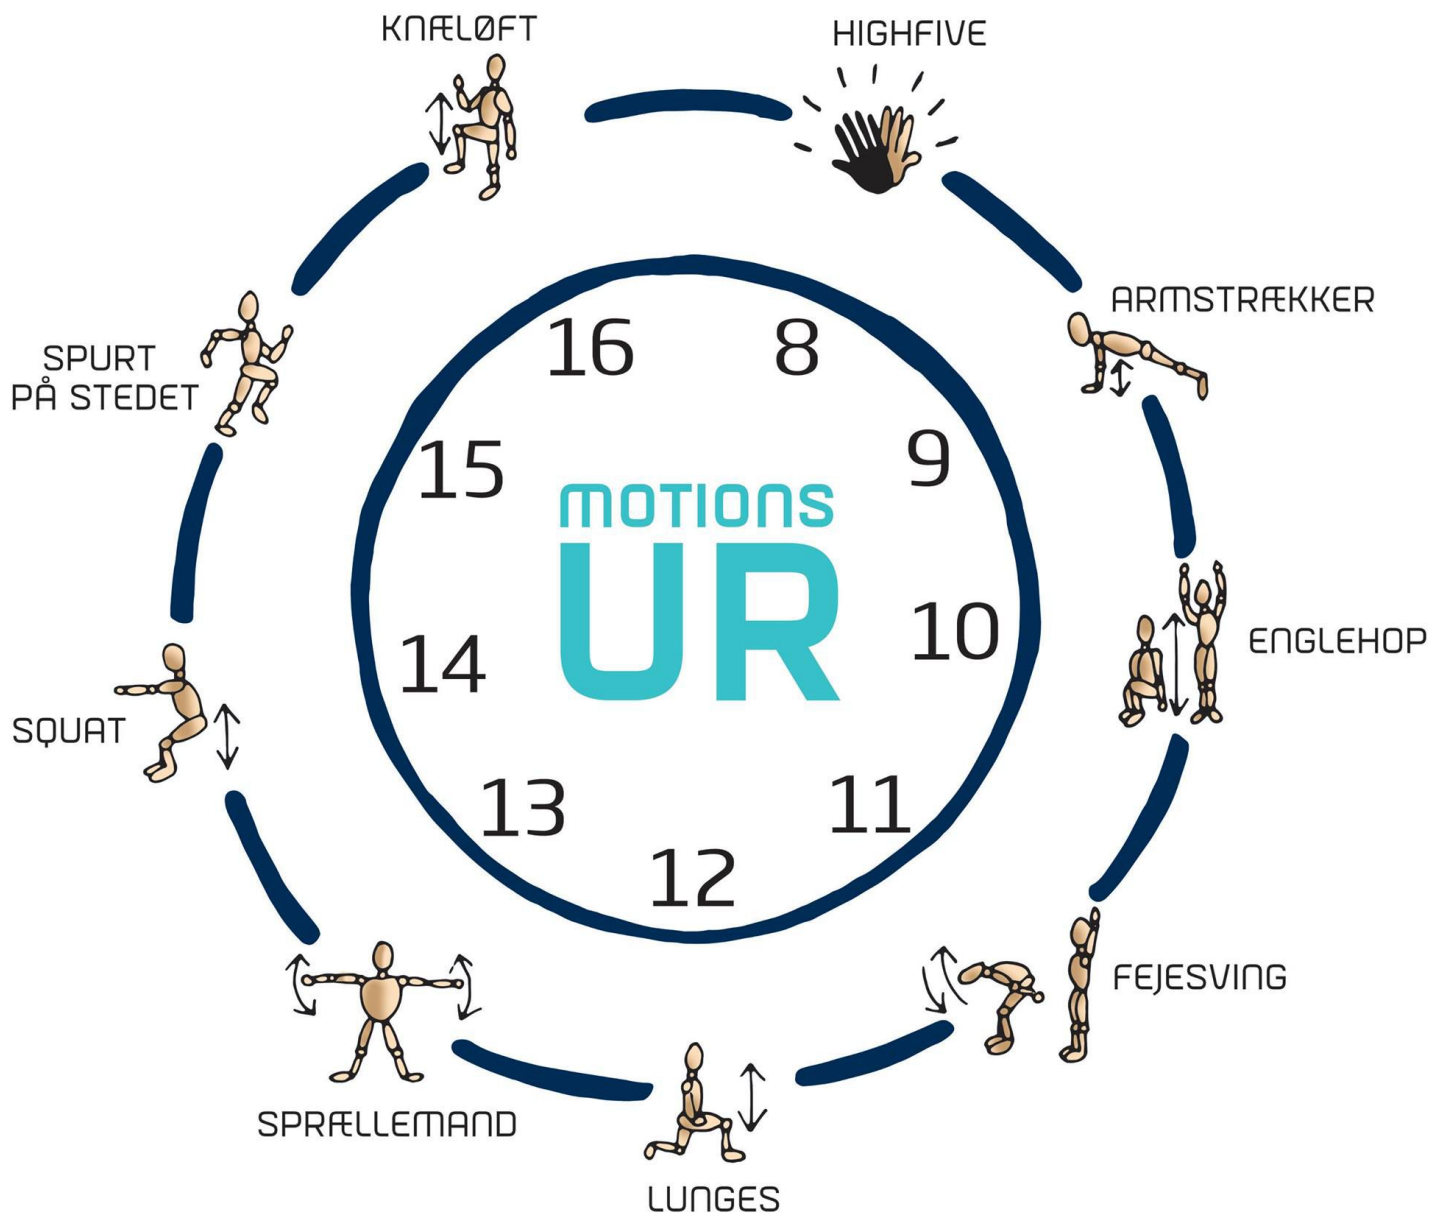 KNÆLØFT
HIGHFIVE
ARMSTRÆKKER
SPURT
PÅ STEDET
16
8
15
9
MOTIONS
UR
14
10
ENGLEHOP
SQUAT
13
11
12
FEJESVING
SPRÆLLEMAND
LUNGES